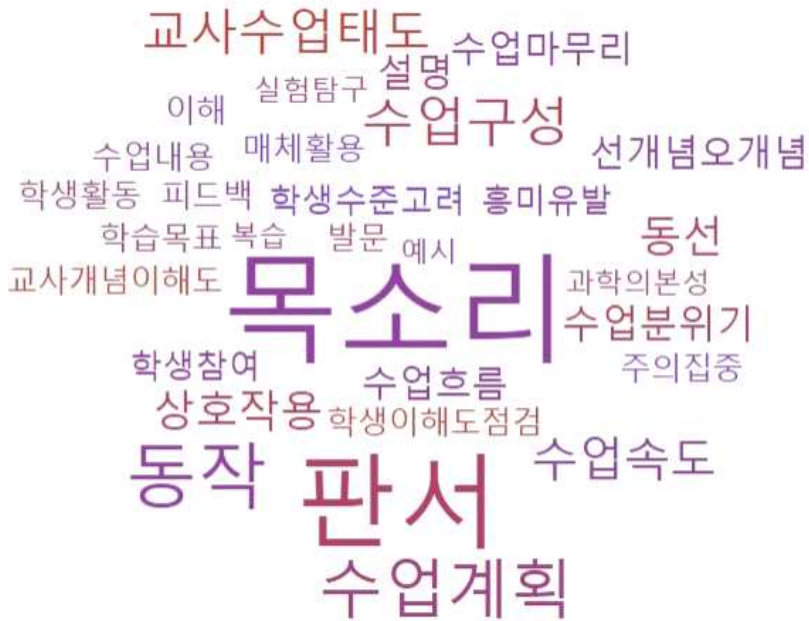 교사수업태도 수업마무리
설명
실험탐구
이해 수업구성
수업내용 매체활용 선개념오개념
학생활동 피드백 학생수준고려 흥미유발
학습목표 복습 발문 예시 동선
교사개념이해도 목소리 과학의본성
수업분위기
학생참여 수업흐름 주의집중
상호작용 학생이해도점검
동작 판서 수업속도
수업계획